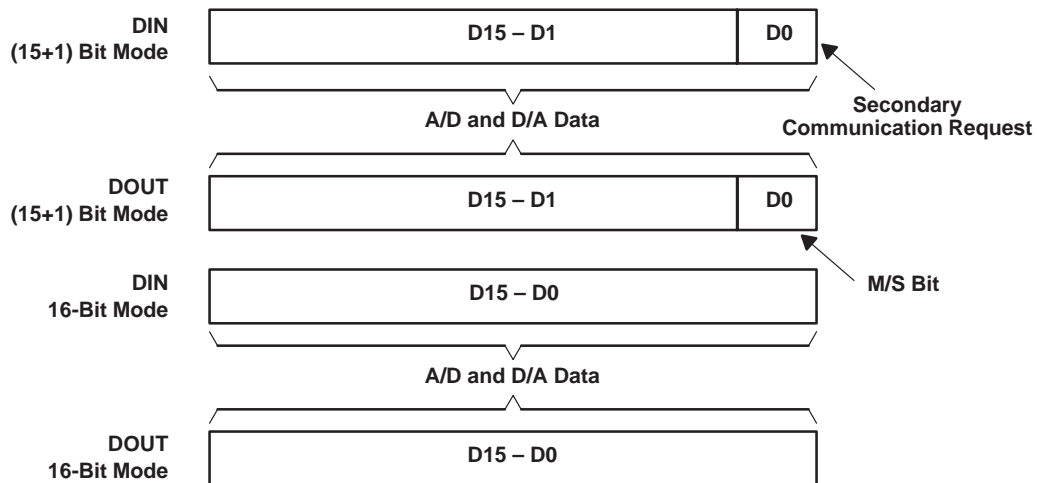 DIN
(15+1) Bit Mode
D15 – D1
D0
Secondary
Communication Request
A/D and D/A Data
DOUT
(15+1) Bit Mode
D15 – D1
D0
M/S Bit
DIN
16-Bit Mode
D15 – D0
A/D and D/A Data
DOUT
16-Bit Mode
D15 – D0